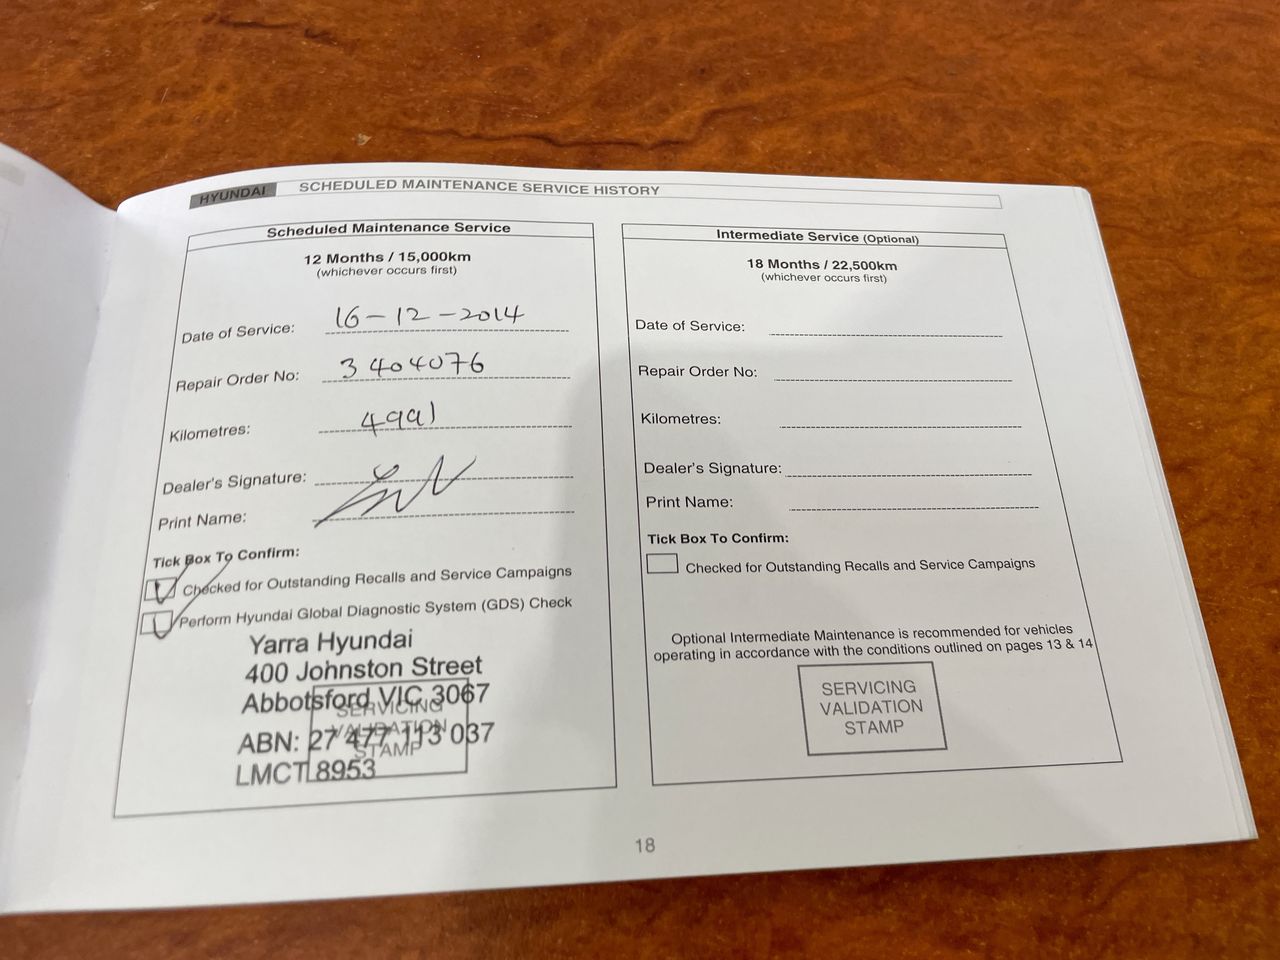 HYUNDAI SCHEDULED MAINTENANCE SERVICE HISTORY
Scheduled Maintenance Service
12 Months / 15,000km
(whichever occurs first)
Date of Service: 16-12-2014
Repair Order No: 3404076
Kilometres: 4991
Dealer's Signature:
Print Name:
Tick Box To Confirm:
Checked for Outstanding Recalls and Service Campaigns
Perform Hyundai Global Diagnostic System (GDS) Check
Yarra Hyundai
400 Johnston Street
Abbotsford VIC 3067
ABN: 27 477 113 037
LMCT 8953
SERVICING
VALIDATION
STAMP
Intermediate Service (Optional)
18 Months / 22,500km
(whichever occurs first)
Date of Service:
Repair Order No:
Kilometres:
Dealer's Signature:
Print Name:
Tick Box To Confirm:
Checked for Outstanding Recalls and Service Campaigns
Optional Intermediate Maintenance is recommended for vehicles
operating in accordance with the conditions outlined on pages 13 & 14
SERVICING
VALIDATION
STAMP
18